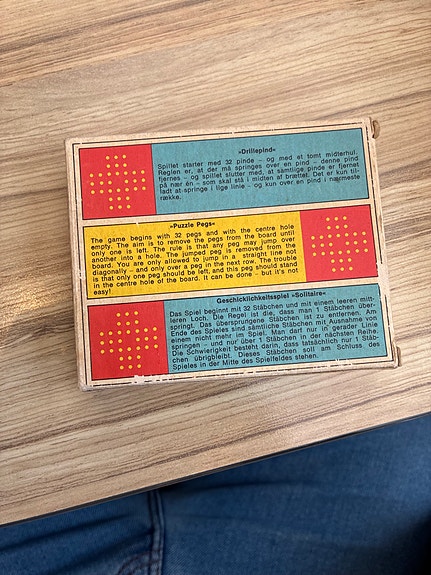 »Drillepind«
Spillet starter med 32 pinde – og med et tomt midterhul.
Reglen er, at der må springes over en pind – denne pind
fjernes – og spillet slutter med, at samtlige pinde er fjernet
på nær én – som skal stå i midten af brættet. Det er kun til-
ladt at springe i lige linie – og kun over en pind i nærmeste
række.
»Puzzle Pegs«
The game begins with 32 pegs and with the centre hole
empty. The aim is to remove the pegs from the board until
only one is left. The rule is that any peg may jump over
another into a hole. The jumped peg is removed from the
board. You are only allowed to jump in a straight line not
diagonally – and only over a peg in the next row. The trouble
is that only one peg should be left, and this peg should stand
in the centre hole of the board. It can be done – but it's not
easy!
Geschicklichkeitsspiel »Solitaire«
Das Spiel beginnt mit 32 Stäbchen und mit einem leeren mitt-
leren Loch. Die Regel ist die, dass man 1 Stäbchen über-
springt. Das übersprungene Stäbchen ist zu entfernen. Am
Ende des Spieles sind sämtliche Stäbchen mit Ausnahme von
einem nicht mehr im Spiel. Man darf nur in gerader Linie
springen – und nur über 1 Stäbchen in der nächsten Reihe.
Die Schwierigkeit besteht darin, dass tatsächlich nur 1 Stäb-
chen übrigbleibt. Dieses Stäbchen soll am Schluss des
Spieles in der Mitte des Spielfeldes stehen.